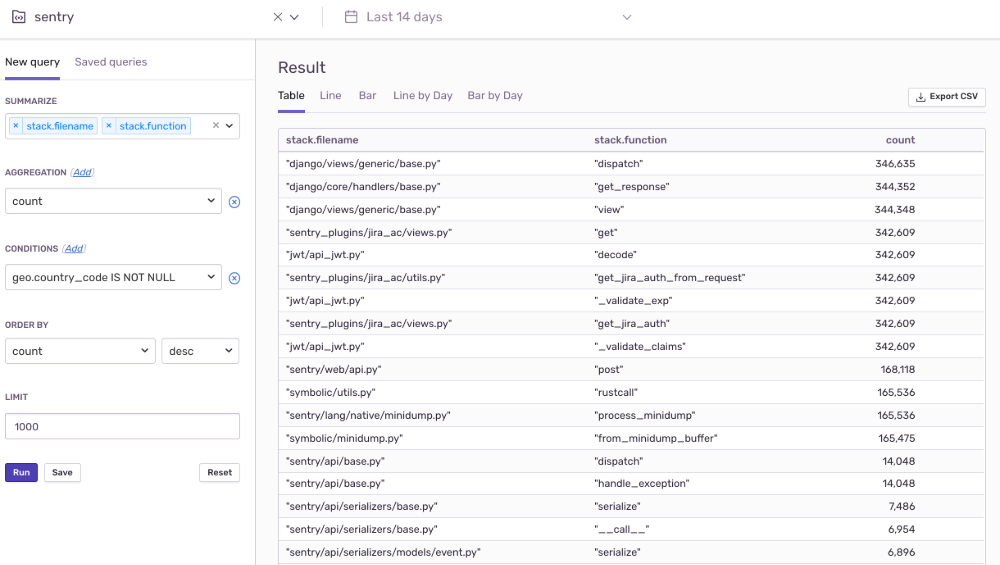 sentry
Last 14 days
New query Saved queries
SUMMARIZE
× stack.filename × stack.function
AGGREGATION (Add)
count
CONDITIONS (Add)
geo.country_code IS NOT NULL
ORDER BY
count desc
LIMIT
1000
Run Save Reset
Result
Table Line Bar Line by Day Bar by Day
Export CSV
stack.filename stack.function count
"django/views/generic/base.py" "dispatch" 346,635
"django/core/handlers/base.py" "get_response" 344,352
"django/views/generic/base.py" "view" 344,348
"sentry_plugins/jira_ac/views.py" "get" 342,609
"jwt/api_jwt.py" "decode" 342,609
"sentry_plugins/jira_ac/utils.py" "get_jira_auth_from_request" 342,609
"jwt/api_jwt.py" "_validate_exp" 342,609
"sentry_plugins/jira_ac/views.py" "get_jira_auth" 342,609
"jwt/api_jwt.py" "_validate_claims" 342,609
"sentry/web/api.py" "post" 168,118
"symbolic/utils.py" "rustcall" 165,536
"sentry/lang/native/minidump.py" "process_minidump" 165,536
"symbolic/minidump.py" "from_minidump_buffer" 165,475
"sentry/api/base.py" "dispatch" 14,048
"sentry/api/base.py" "handle_exception" 14,048
"sentry/api/serializers/base.py" "serialize" 7,486
"sentry/api/serializers/base.py" "__call__" 6,954
"sentry/api/serializers/models/event.py" "serialize" 6,896